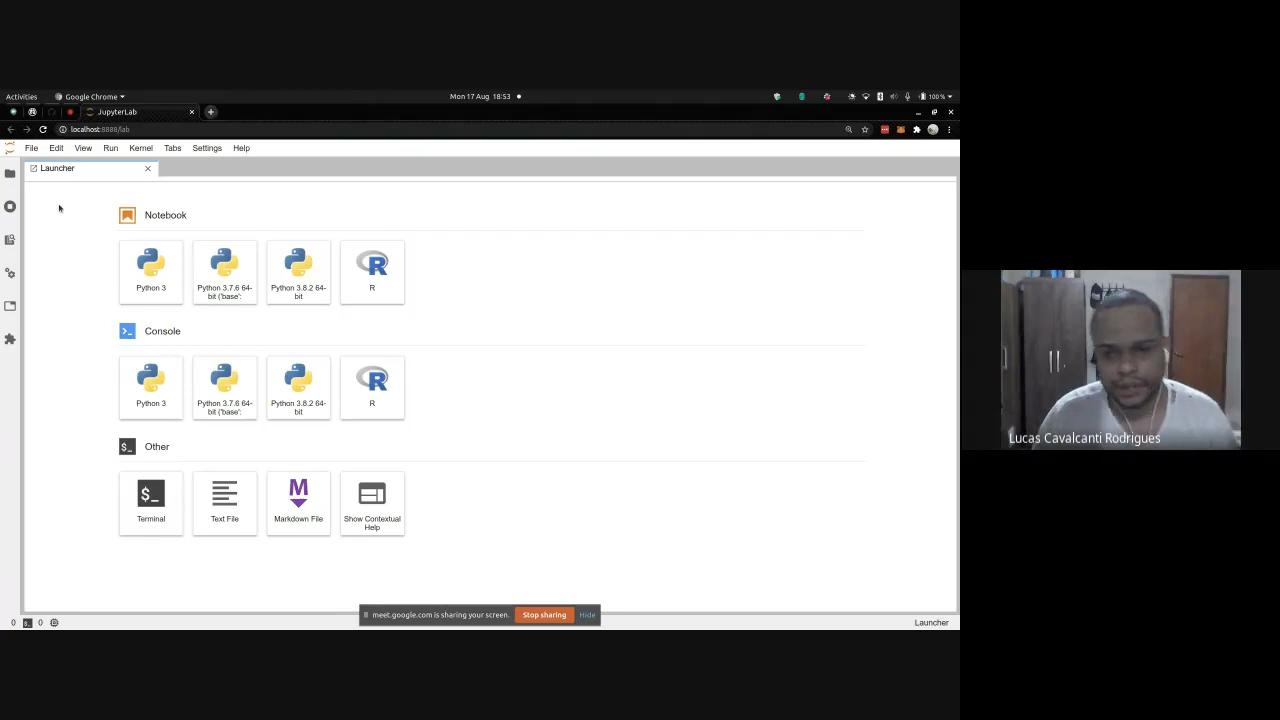 Activities Google Chrome Mon 17 Aug 18:53 100 %
JupyterLab
localhost:8888/lab
File Edit View Run Kernel Tabs Settings Help
Launcher
Notebook
Python 3
Python 3.7.6 64-
bit ('base':
Python 3.8.2 64-
bit
R
R
Console
Python 3
Python 3.7.6 64-
bit ('base':
Python 3.8.2 64-
bit
R
R
$_ Other
$_
Terminal
Text File
M
Markdown File
Show Contextual
Help
Lucas Cavalcanti Rodrigues
meet.google.com is sharing your screen. Stop sharing Hide
0 $_ 0 Launcher